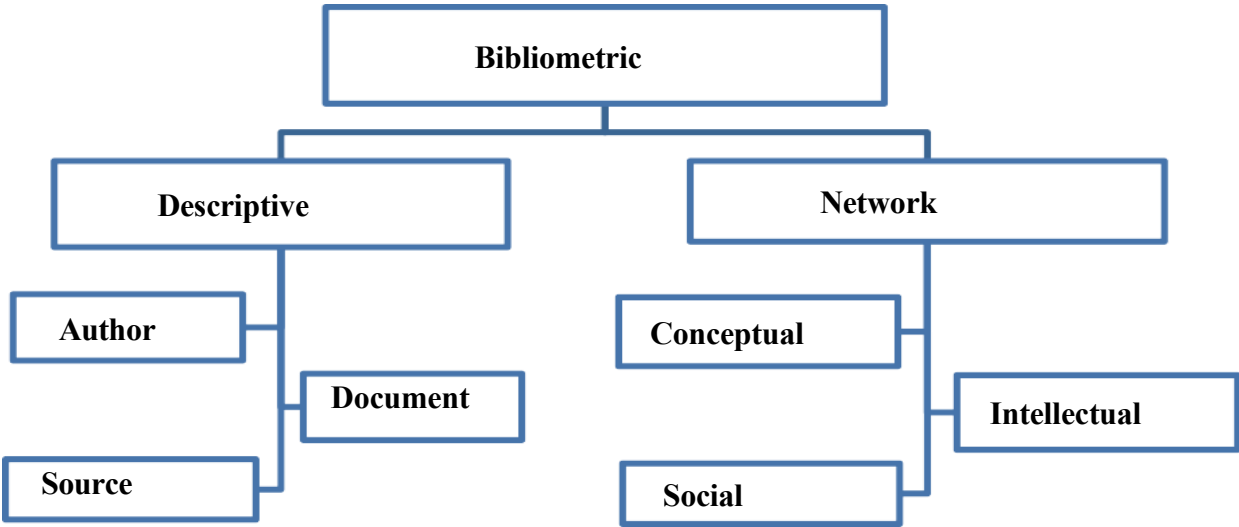 Bibliometric
Descriptive
Network
Author
Conceptual
Document
Intellectual
Source
Social